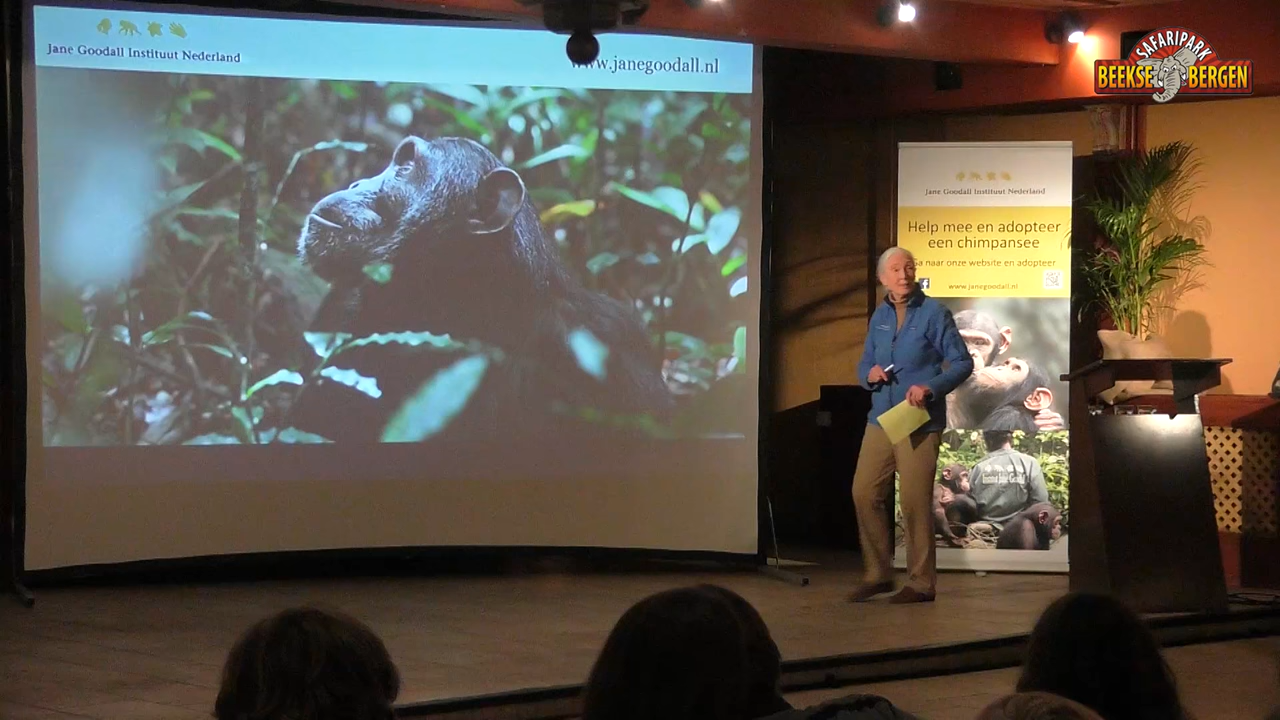 Jane Goodall Instituut Nederland
www.janegoodall.nl
SAFARIPARK
BEEKSE BERGEN
Jane Goodall Instituut Nederland
Help mee en adopteer
een chimpansee
Ga naar onze website en adopteer
f
www.janegoodall.nl